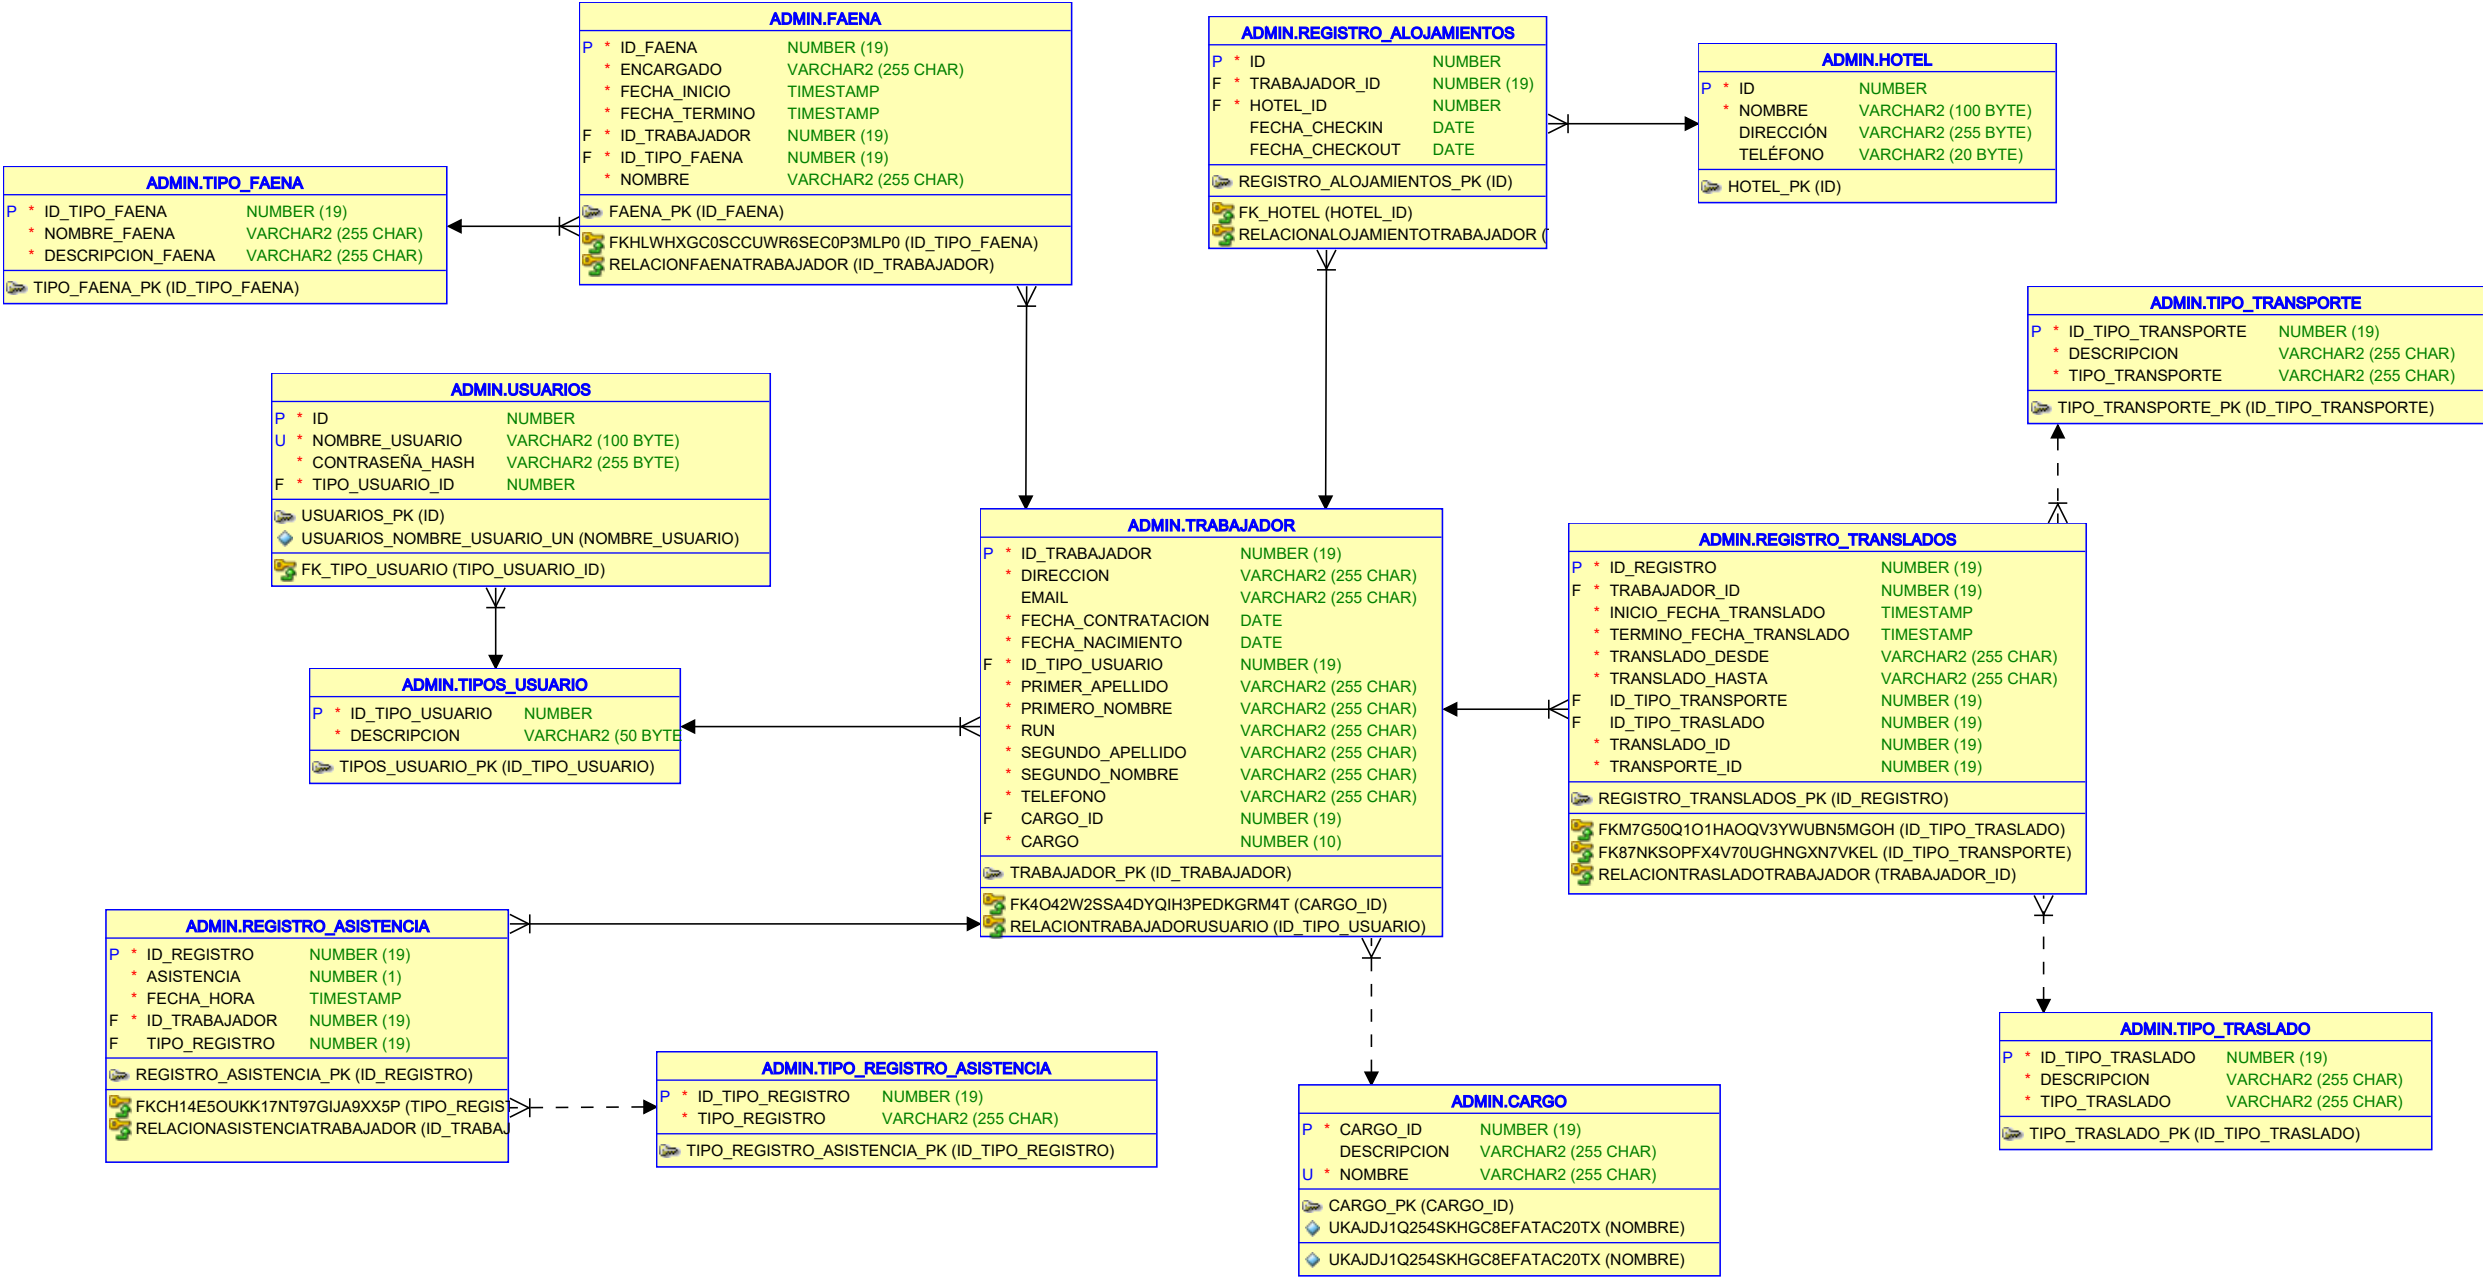 ADMIN.FAENA
P * ID_FAENA NUMBER (19)
* ENCARGADO VARCHAR2 (255 CHAR)
* FECHA_INICIO TIMESTAMP
* FECHA_TERMINO TIMESTAMP
F * ID_TRABAJADOR NUMBER (19)
F * ID_TIPO_FAENA NUMBER (19)
* NOMBRE VARCHAR2 (255 CHAR)
FAENA_PK (ID_FAENA)
FKHLWHXGC0SCCUWR6SEC0P3MLP0 (ID_TIPO_FAENA)
RELACIONFAENATRABAJADOR (ID_TRABAJADOR)
ADMIN.REGISTRO_ALOJAMIENTOS
P * ID NUMBER
F * TRABAJADOR_ID NUMBER (19)
F * HOTEL_ID NUMBER
FECHA_CHECKIN DATE
FECHA_CHECKOUT DATE
REGISTRO_ALOJAMIENTOS_PK (ID)
FK_HOTEL (HOTEL_ID)
RELACIONALOJAMIENTOTRABAJADOR (
ADMIN.HOTEL
P * ID NUMBER
* NOMBRE VARCHAR2 (100 BYTE)
DIRECCIÓN VARCHAR2 (255 BYTE)
TELÉFONO VARCHAR2 (20 BYTE)
HOTEL_PK (ID)
ADMIN.TIPO_FAENA
P * ID_TIPO_FAENA NUMBER (19)
* NOMBRE_FAENA VARCHAR2 (255 CHAR)
* DESCRIPCION_FAENA VARCHAR2 (255 CHAR)
TIPO_FAENA_PK (ID_TIPO_FAENA)
ADMIN.TIPO_TRANSPORTE
P * ID_TIPO_TRANSPORTE NUMBER (19)
* DESCRIPCION VARCHAR2 (255 CHAR)
* TIPO_TRANSPORTE VARCHAR2 (255 CHAR)
TIPO_TRANSPORTE_PK (ID_TIPO_TRANSPORTE)
ADMIN.USUARIOS
P * ID NUMBER
U * NOMBRE_USUARIO VARCHAR2 (100 BYTE)
* CONTRASEÑA_HASH VARCHAR2 (255 BYTE)
F * TIPO_USUARIO_ID NUMBER
USUARIOS_PK (ID)
USUARIOS_NOMBRE_USUARIO_UN (NOMBRE_USUARIO)
FK_TIPO_USUARIO (TIPO_USUARIO_ID)
ADMIN.TRABAJADOR
P * ID_TRABAJADOR NUMBER (19)
* DIRECCION VARCHAR2 (255 CHAR)
EMAIL VARCHAR2 (255 CHAR)
* FECHA_CONTRATACION DATE
* FECHA_NACIMIENTO DATE
F * ID_TIPO_USUARIO NUMBER (19)
* PRIMER_APELLIDO VARCHAR2 (255 CHAR)
* PRIMERO_NOMBRE VARCHAR2 (255 CHAR)
* RUN VARCHAR2 (255 CHAR)
* SEGUNDO_APELLIDO VARCHAR2 (255 CHAR)
* SEGUNDO_NOMBRE VARCHAR2 (255 CHAR)
* TELEFONO VARCHAR2 (255 CHAR)
F CARGO_ID NUMBER (19)
* CARGO NUMBER (10)
TRABAJADOR_PK (ID_TRABAJADOR)
FK4O42W2SSA4DYQIH3PEDKGRM4T (CARGO_ID)
RELACIONTRABAJADORUSUARIO (ID_TIPO_USUARIO)
ADMIN.REGISTRO_TRANSLADOS
P * ID_REGISTRO NUMBER (19)
F * TRABAJADOR_ID NUMBER (19)
* INICIO_FECHA_TRANSLADO TIMESTAMP
* TERMINO_FECHA_TRANSLADO TIMESTAMP
* TRANSLADO_DESDE VARCHAR2 (255 CHAR)
* TRANSLADO_HASTA VARCHAR2 (255 CHAR)
F ID_TIPO_TRANSPORTE NUMBER (19)
F ID_TIPO_TRASLADO NUMBER (19)
* TRANSLADO_ID NUMBER (19)
* TRANSPORTE_ID NUMBER (19)
REGISTRO_TRANSLADOS_PK (ID_REGISTRO)
FKM7G50Q1O1HAOQV3YWUBN5MGOH (ID_TIPO_TRASLADO)
FK87NKSOPFX4V70UGHNGXN7VKEL (ID_TIPO_TRANSPORTE)
RELACIONTRASLADOTRABAJADOR (TRABAJADOR_ID)
ADMIN.TIPOS_USUARIO
P * ID_TIPO_USUARIO NUMBER
* DESCRIPCION VARCHAR2 (50 BYTE
TIPOS_USUARIO_PK (ID_TIPO_USUARIO)
ADMIN.REGISTRO_ASISTENCIA
P * ID_REGISTRO NUMBER (19)
* ASISTENCIA NUMBER (1)
* FECHA_HORA TIMESTAMP
F * ID_TRABAJADOR NUMBER (19)
F TIPO_REGISTRO NUMBER (19)
REGISTRO_ASISTENCIA_PK (ID_REGISTRO)
FKCH14E5OUKK17NT97GIJA9XX5P (TIPO_REGIST
RELACIONASISTENCIATRABAJADOR (ID_TRABAJ
ADMIN.TIPO_REGISTRO_ASISTENCIA
P * ID_TIPO_REGISTRO NUMBER (19)
* TIPO_REGISTRO VARCHAR2 (255 CHAR)
TIPO_REGISTRO_ASISTENCIA_PK (ID_TIPO_REGISTRO)
ADMIN.CARGO
P * CARGO_ID NUMBER (19)
DESCRIPCION VARCHAR2 (255 CHAR)
U * NOMBRE VARCHAR2 (255 CHAR)
CARGO_PK (CARGO_ID)
UKAJDJ1Q254SKHGC8EFATAC20TX (NOMBRE)
UKAJDJ1Q254SKHGC8EFATAC20TX (NOMBRE)
ADMIN.TIPO_TRASLADO
P * ID_TIPO_TRASLADO NUMBER (19)
* DESCRIPCION VARCHAR2 (255 CHAR)
* TIPO_TRASLADO VARCHAR2 (255 CHAR)
TIPO_TRASLADO_PK (ID_TIPO_TRASLADO)